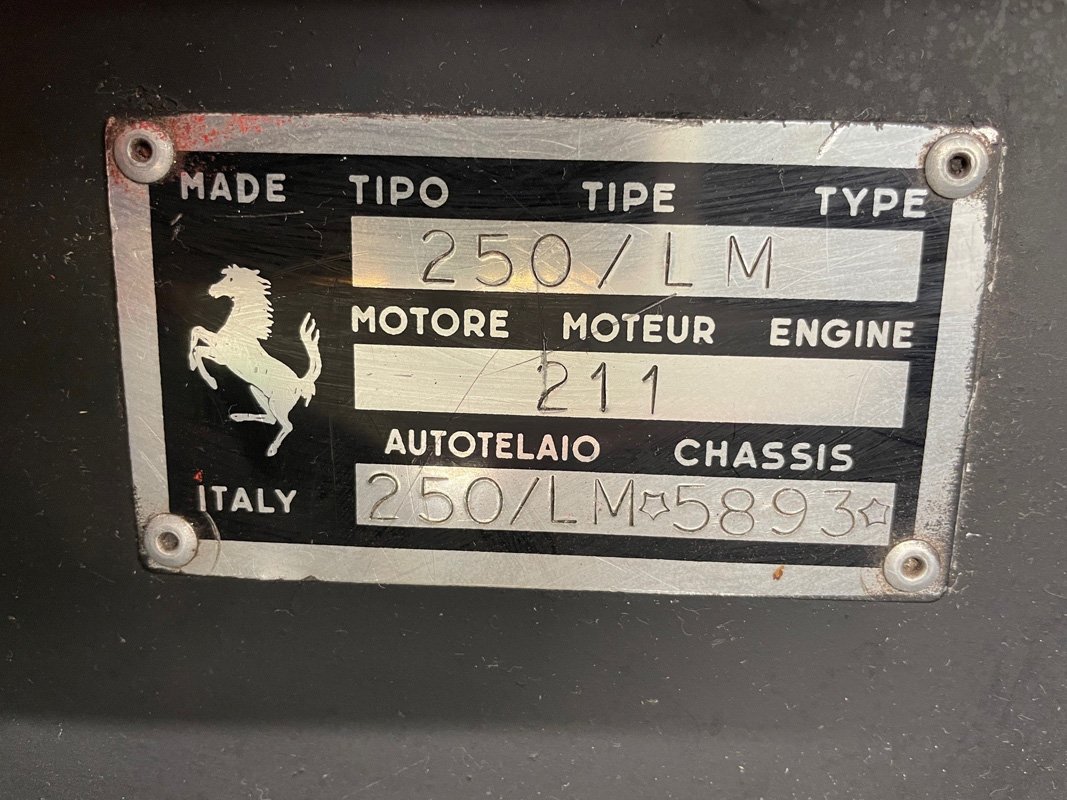 MADE TIPO TIPE TYPE
250/LM
MOTORE MOTEUR ENGINE
211
AUTOTELAIO CHASSIS
ITALY 250/LM✩5893✩